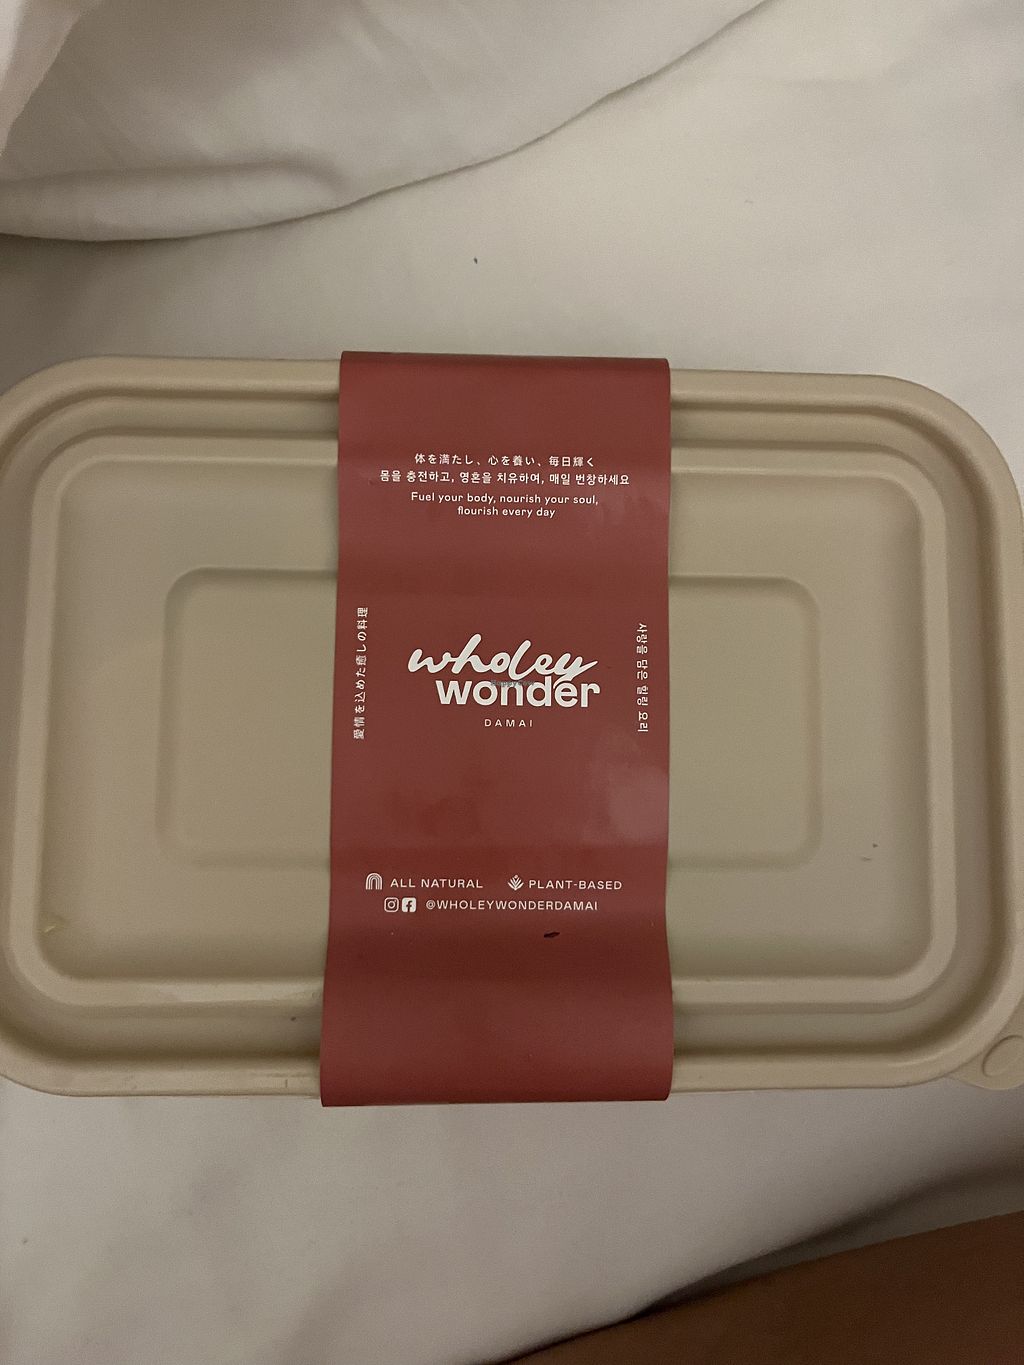 体を満たし、心を養い、毎日輝く
몸을 충전하고, 영혼을 치유하여, 매일 번창하세요
Fuel your body, nourish your soul,
flourish every day
愛情を込めた癒しの料理
wholey
wonder
DAMAI
사랑을 담은 힐링 요리
ALL NATURAL PLANT-BASED
@WHOLEYWONDERDAMAI